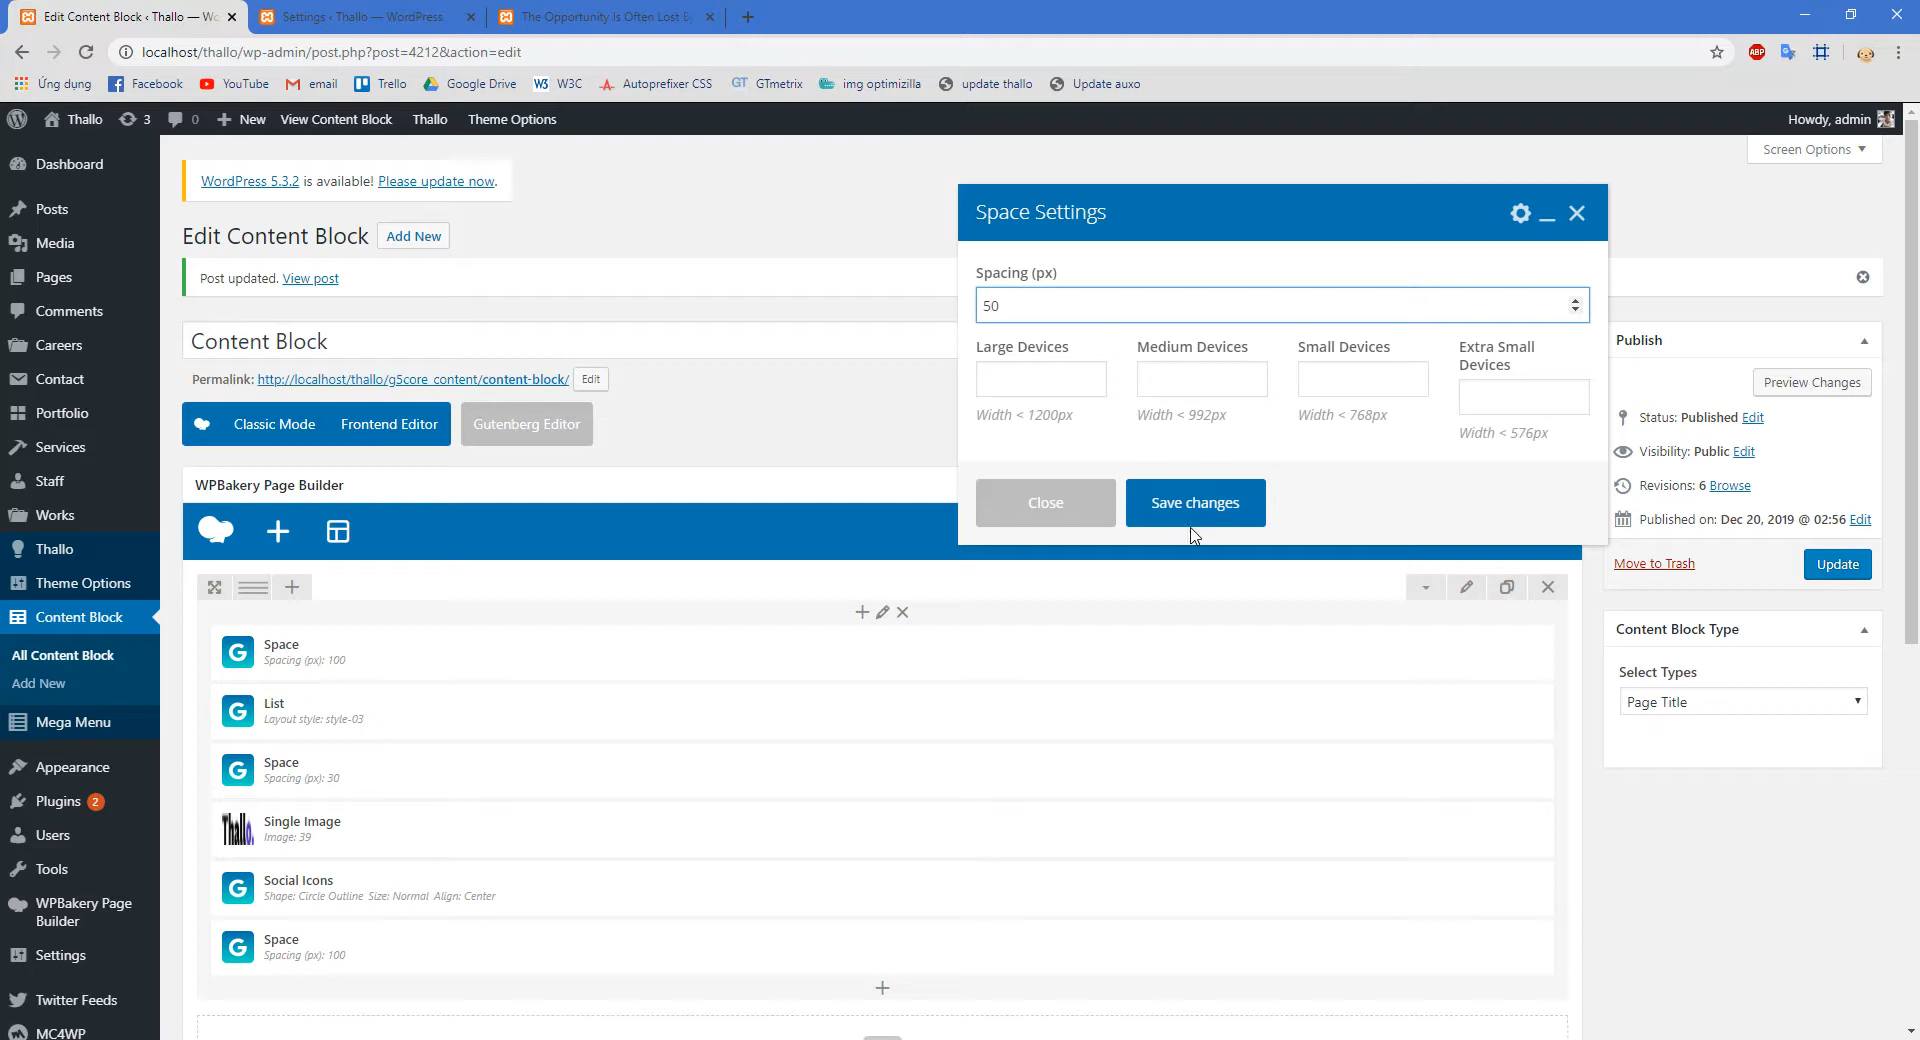 Edit Content Block ‹ Thallo — Wo
Settings ‹ Thallo — WordPress
The Opportunity Is Often Lost B
localhost/thallo/wp-admin/post.php?post=4212&action=edit
Ứng dụng
Facebook
YouTube
email
Trello
Google Drive
W3C
Autoprefixer CSS
GTmetrix
img optimizilla
update thallo
Update auxo
Thallo
3
0
New
View Content Block
Thallo
Theme Options
Howdy, admin
Screen Options
Dashboard
Posts
Media
Pages
Comments
Careers
Contact
Portfolio
Services
Staff
Works
Thallo
Theme Options
Content Block
All Content Block
Add New
Mega Menu
Appearance
Plugins 2
Users
Tools
WPBakery Page
Builder
Settings
Twitter Feeds
MC4WP
WordPress 5.3.2 is available! Please update now.
Edit Content Block
Add New
Post updated. View post
Content Block
Permalink: http://localhost/thallo/g5core_content/content-block/
Edit
Classic Mode
Frontend Editor
Gutenberg Editor
WPBakery Page Builder
Space
Spacing (px): 100
List
Layout style: style-03
Space
Spacing (px): 30
Thallo.
Single Image
Image: 39
Social Icons
Shape: Circle Outline Size: Normal Align: Center
Space
Spacing (px): 100
Space Settings
Spacing (px)
50
Large Devices
Width < 1200px
Medium Devices
Width < 992px
Small Devices
Width < 768px
Extra Small
Devices
Width < 576px
Close
Save changes
Publish
Preview Changes
Status: Published Edit
Visibility: Public Edit
Revisions: 6 Browse
Published on: Dec 20, 2019 @ 02:56 Edit
Move to Trash
Update
Content Block Type
Select Types
Page Title